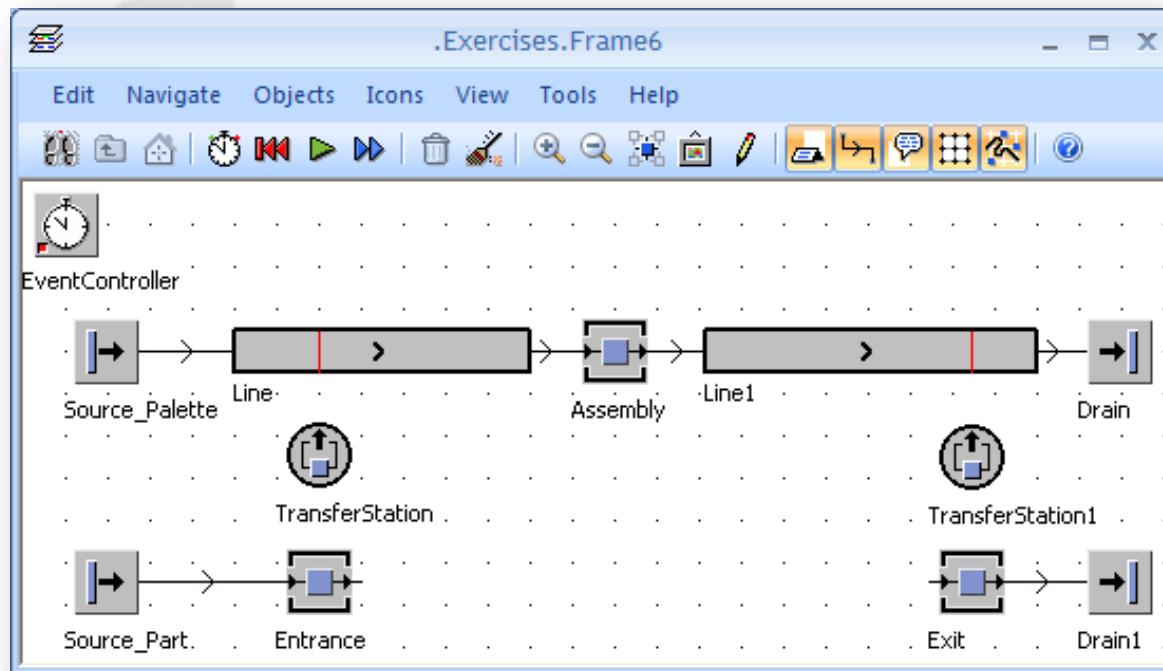 .Exercises.Frame6
Edit Navigate Objects Icons View Tools Help
EventController
Source_Palette Line Assembly Line1 Drain
TransferStation TransferStation1
Source_Part Entrance Exit Drain1